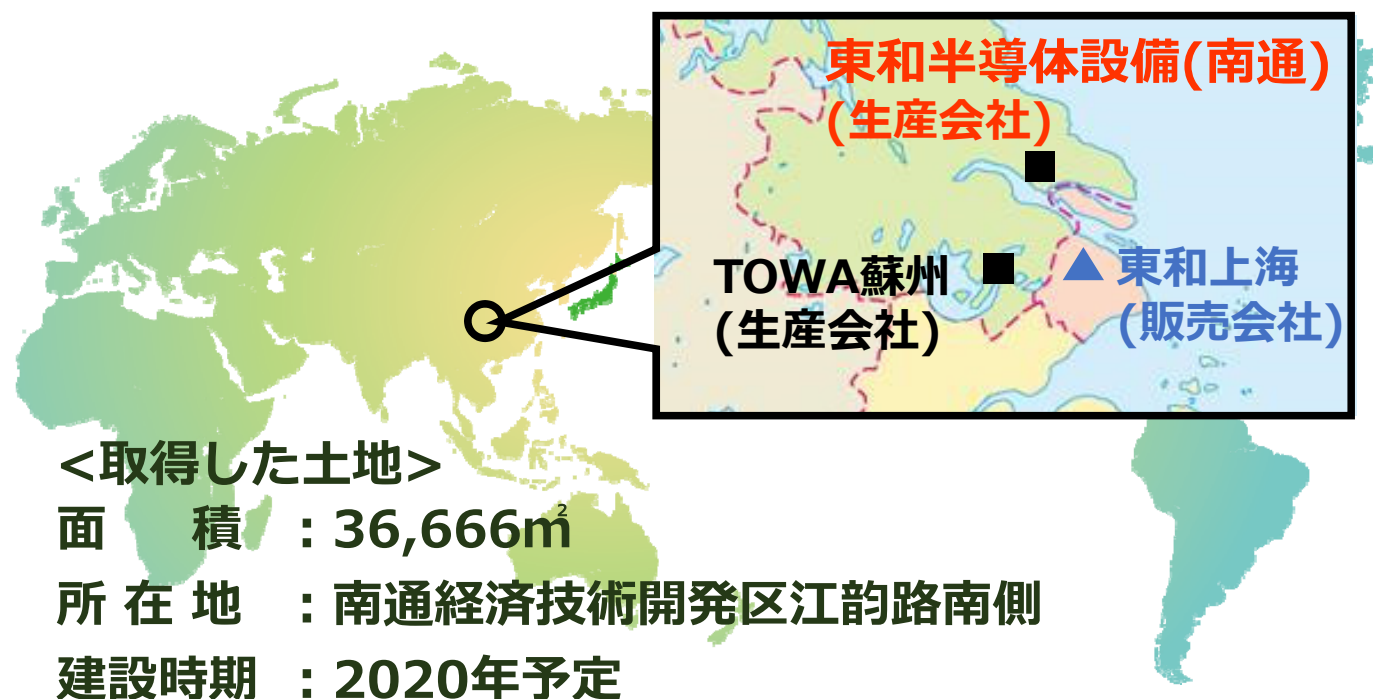 東和半導体設備(南通)
(生産会社)
TOWA蘇州
(生産会社)
東和上海
(販売会社)
<取得した土地>
面　積　：36,666㎡
所 在 地　：南通経済技術開発区江韵路南側
建設時期　：2020年予定